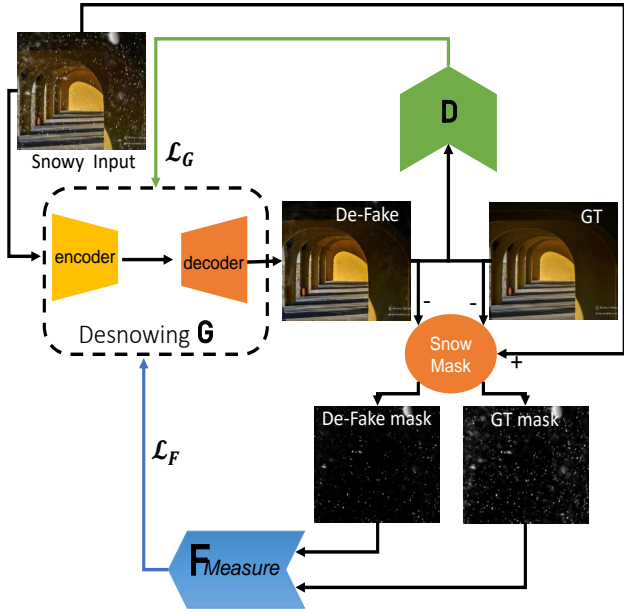 Snowy Input
ℒG
D
De-Fake
GT
encoder
decoder
Desnowing G
-
-
Snow
Mask
+
De-Fake mask
GT mask
ℒF
FMeasure